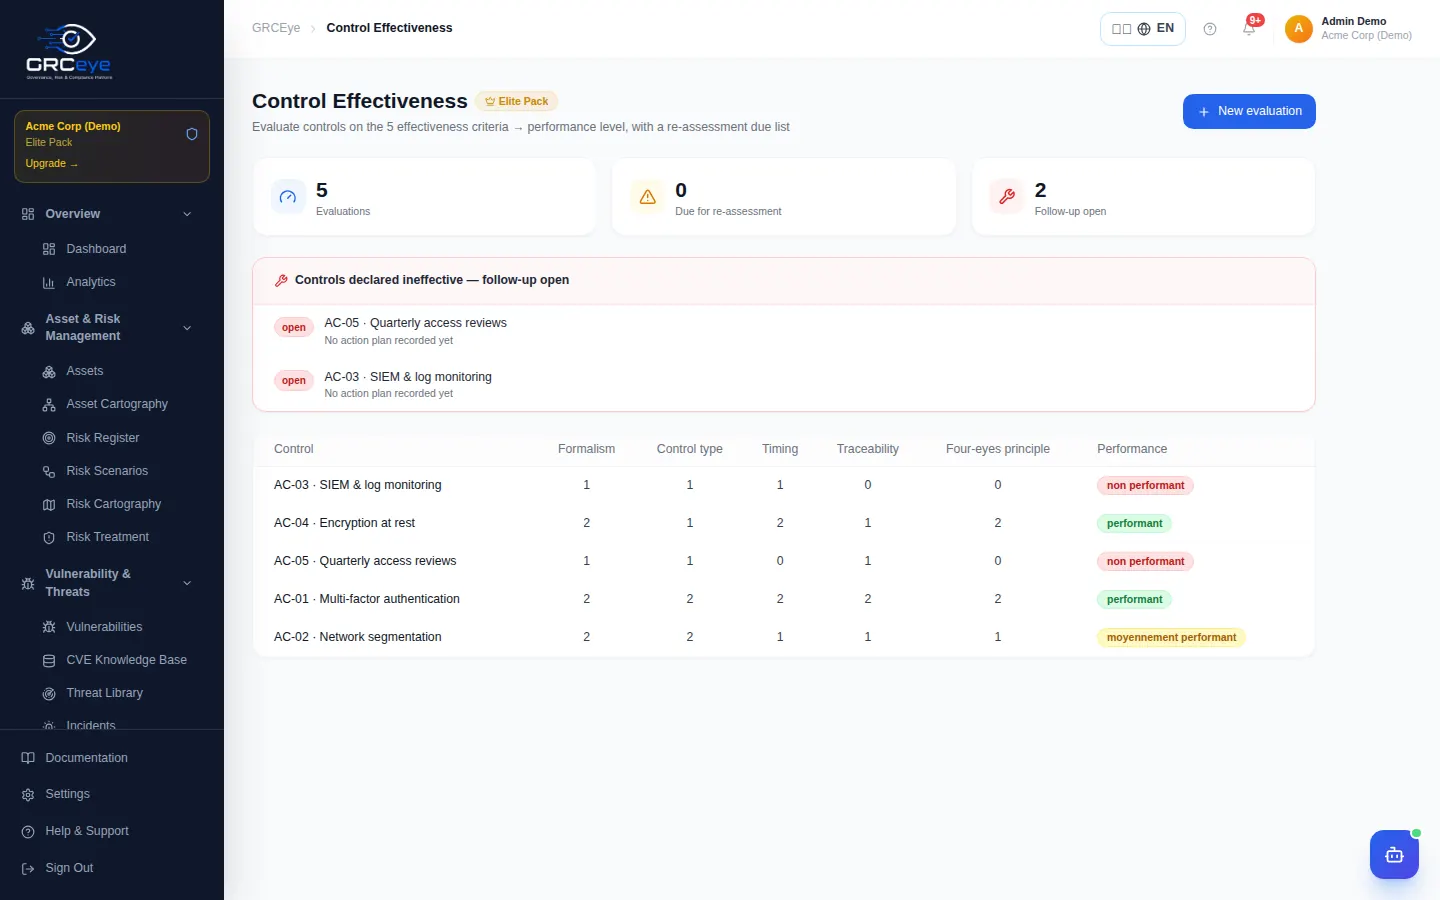 GRCeye
Governance, Risk & Compliance Matters
Acme Corp (Demo)
Elite Pack
Upgrade →
Overview
Dashboard
Analytics
Asset & Risk
Management
Assets
Asset Cartography
Risk Register
Risk Scenarios
Risk Cartography
Risk Treatment
Vulnerability &
Threats
Vulnerabilities
CVE Knowledge Base
Threat Library
Incidents
Documentation
Settings
Help & Support
Sign Out
GRCEye > Control Effectiveness
EN
9+
A
Admin Demo
Acme Corp (Demo)
Control Effectiveness Elite Pack
Evaluate controls on the 5 effectiveness criteria → performance level, with a re-assessment due list
+ New evaluation
5
Evaluations
0
Due for re-assessment
2
Follow-up open
Controls declared ineffective — follow-up open
open AC-05 · Quarterly access reviews
No action plan recorded yet
open AC-03 · SIEM & log monitoring
No action plan recorded yet
Control Formalism Control type Timing Traceability Four-eyes principle Performance
AC-03 · SIEM & log monitoring 1 1 1 0 0 non performant
AC-04 · Encryption at rest 2 1 2 1 2 performant
AC-05 · Quarterly access reviews 1 1 0 1 0 non performant
AC-01 · Multi-factor authentication 2 2 2 2 2 performant
AC-02 · Network segmentation 2 2 1 1 1 moyennement performant